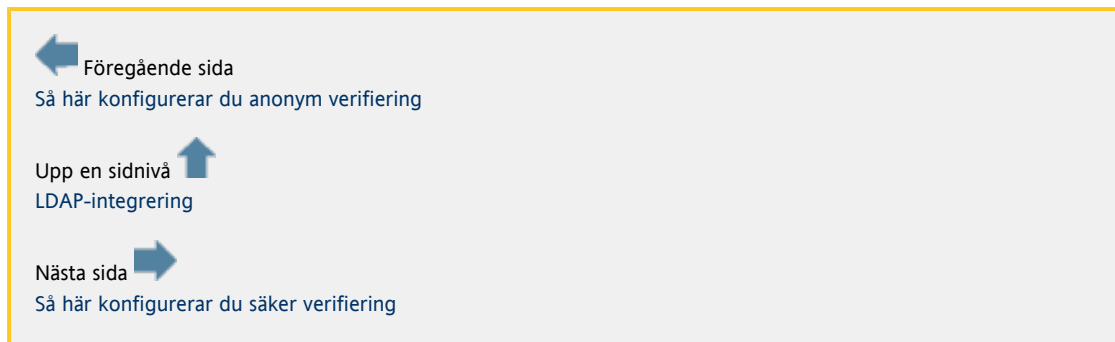 Föregående sida
Så här konfigurerar du anonym verifiering
Upp en sidnivå
LDAP-integrering
Nästa sida
Så här konfigurerar du säker verifiering